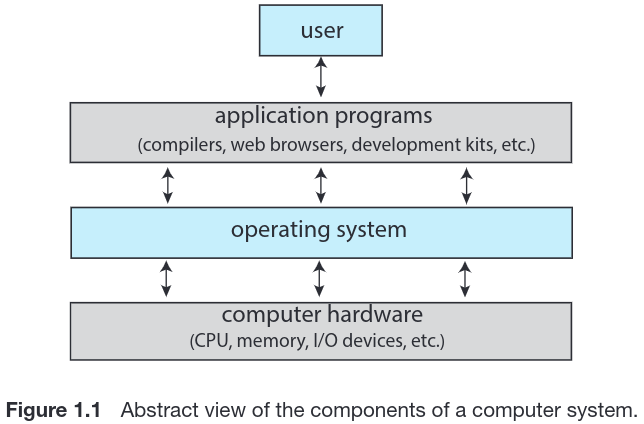 user
application programs
(compilers, web browsers, development kits, etc.)
operating system
computer hardware
(CPU, memory, I/O devices, etc.)
Figure 1.1 Abstract view of the components of a computer system.